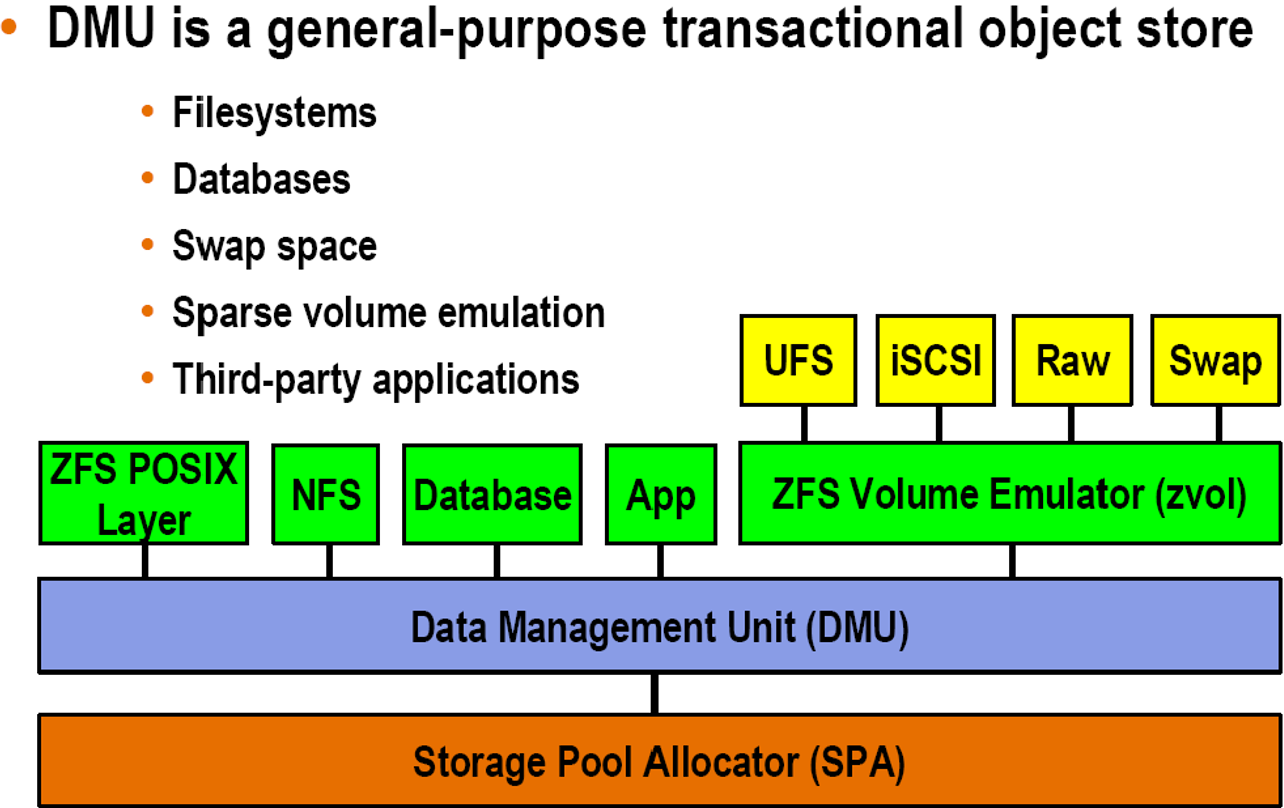 • DMU is a general-purpose transactional object store
• Filesystems
• Databases
• Swap space
• Sparse volume emulation
• Third-party applications
UFS
iSCSI
Raw
Swap
ZFS POSIX
Layer
NFS
Database
App
ZFS Volume Emulator (zvol)
Data Management Unit (DMU)
Storage Pool Allocator (SPA)